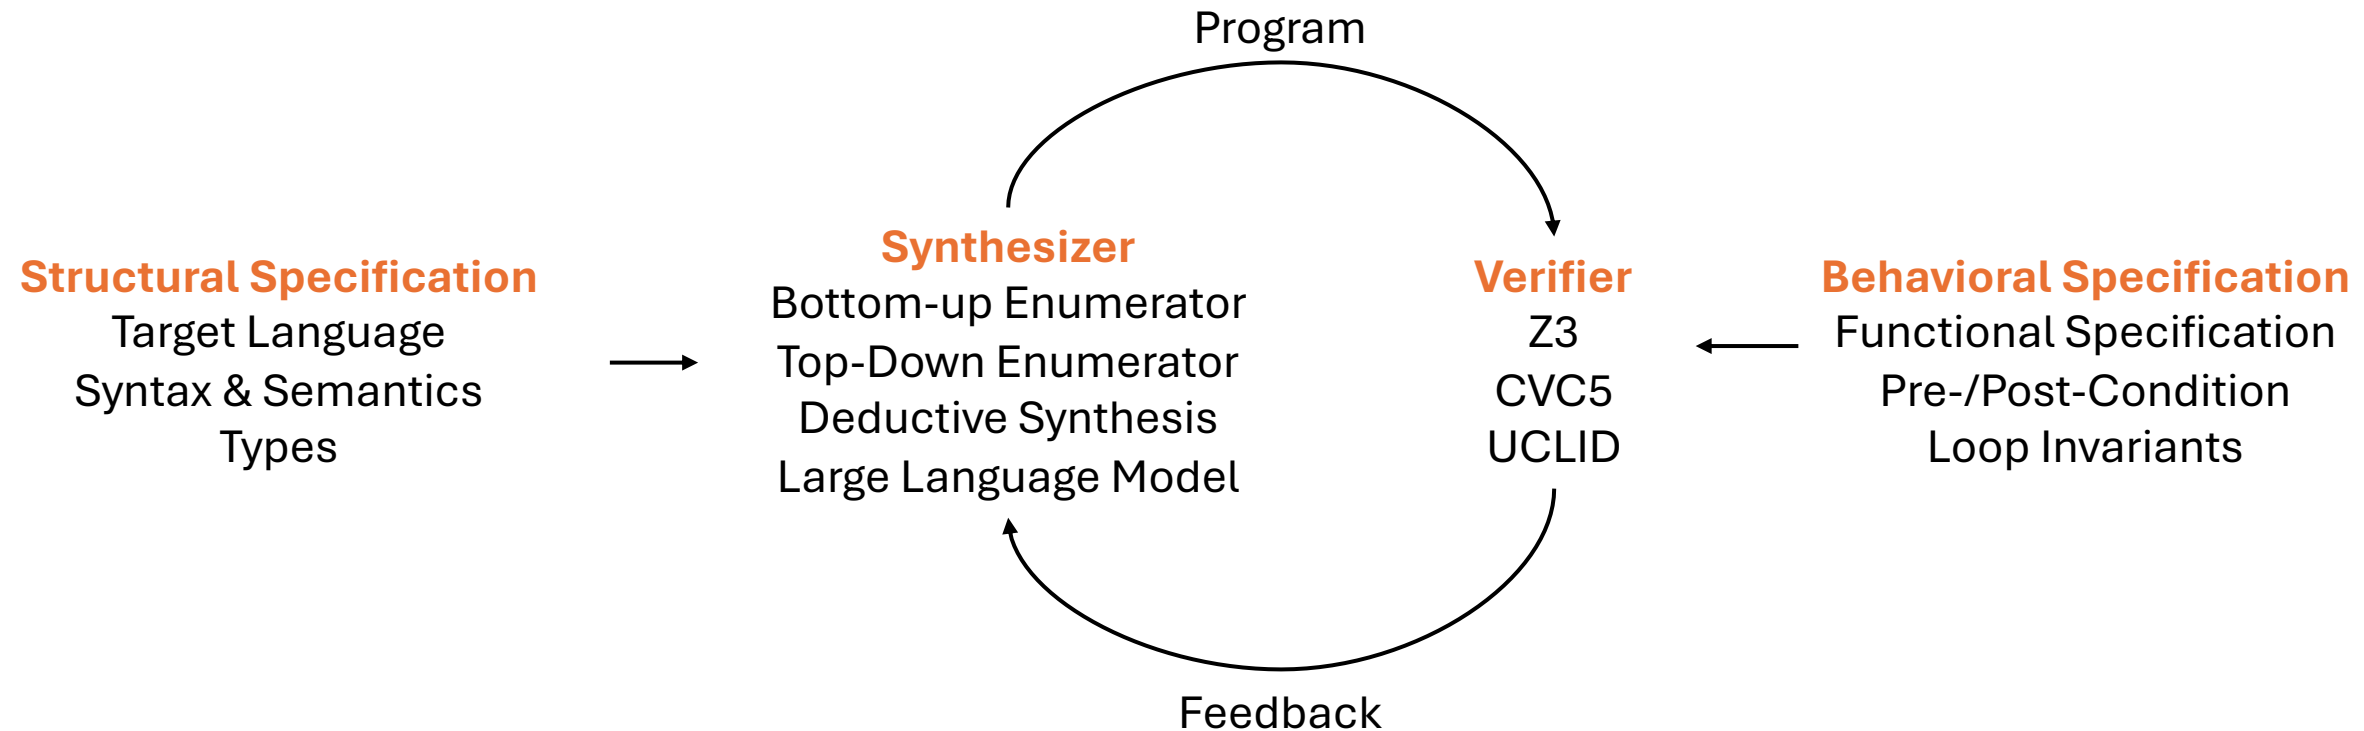 Program
Structural Specification
Target Language
Syntax & Semantics
Types
Synthesizer
Bottom-up Enumerator
Top-Down Enumerator
Deductive Synthesis
Large Language Model
Verifier
Z3
CVC5
UCLID
Behavioral Specification
Functional Specification
Pre-/Post-Condition
Loop Invariants
Feedback